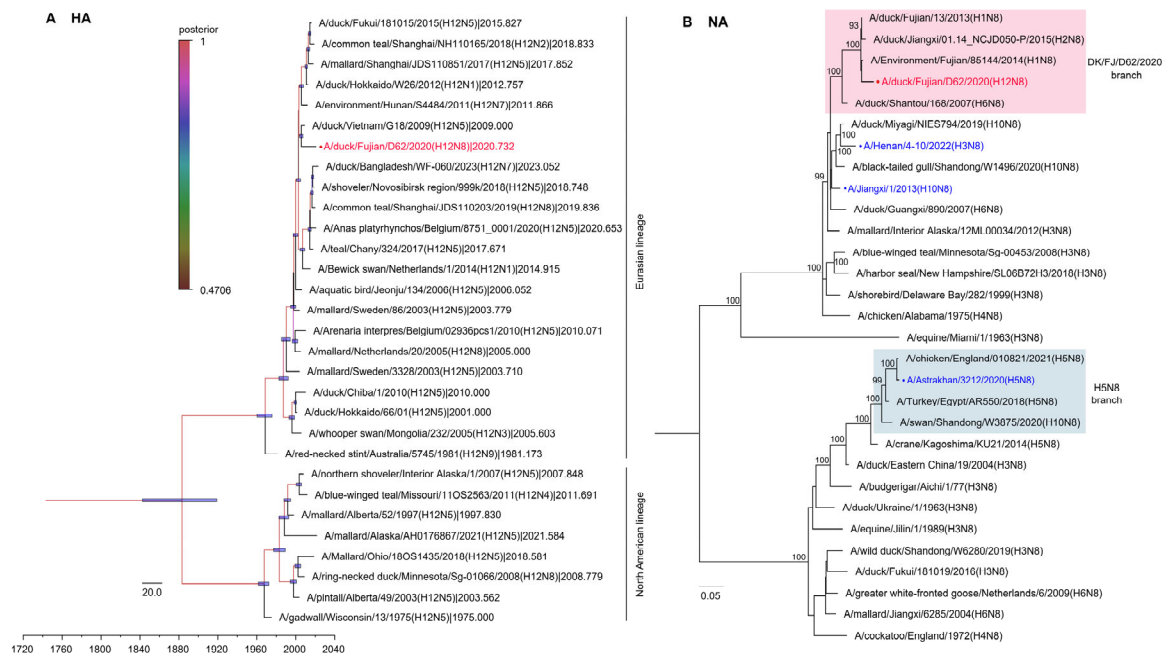 A HA
posterior
1
0.4706
A/duck/Fukui/181015/2015(H12N5)|2015.827
A/common teal/Shanghai/NH110165/2018(H12N2)|2018.833
A/mallard/Shanghai/JDS110851/2017(H12N5)|2017.852
A/duck/Hokkaido/W26/2012(H12N1)|2012.757
A/environment/Hunan/S4484/2011(H12N7)|2011.866
A/duck/Vietnam/G18/2009(H12N5)|2009.000
A/duck/Fujian/D62/2020(H12N8)|2020.732
A/duck/Bangladesh/WF-060/2023(H12N7)|2023.052
A/shoveler/Novosibirsk region/999k/2018(H12N5)|2018.748
A/common teal/Shanghai/JDS110203/2019(H12N8)|2019.836
A/Anas platyrhynchos/Belgium/8751_0001/2020(H12N5)|2020.653
A/teal/Chany/324/2017(H12N5)|2017.671
A/Bewick swan/Netherlands/1/2014(H12N1)|2014.915
A/aquatic bird/Jeonju/134/2006(H12N5)|2006.052
A/mallard/Sweden/86/2003(H12N5)|2003.779
A/Arenaria interpres/Belgium/02936pcs1/2010(H12N5)|2010.071
A/mallard/Netherlands/20/2005(H12N8)|2005.000
A/mallard/Sweden/3328/2003(H12N5)|2003.710
A/duck/Chiba/1/2010(H12N5)|2010.000
A/duck/Hokkaido/66/01(H12N5)|2001.000
A/whooper swan/Mongolia/232/2005(H12N3)|2005.603
A/red-necked stint/Australia/5745/1981(H12N9)|1981.173
A/northern shoveler/Interior Alaska/1/2007(H12N5)|2007.848
A/blue-winged teal/Missouri/11OS2563/2011(H12N4)|2011.691
A/mallard/Alberta/52/1997(H12N5)|1997.830
A/mallard/Alaska/AH0176867/2021(H12N5)|2021.584
A/Mallard/Ohio/18OS1435/2018(H12N5)|2018.581
A/ring-necked duck/Minnesota/Sg-01066/2008(H12N8)|2008.779
A/pintail/Alberta/49/2003(H12N5)|2003.562
A/gadwall/Wisconsin/13/1975(H12N5)|1975.000
Eurasian lineage
North American lineage
20.0
1720 1760 1800 1840 1880 1920 1960 2000 2040
B NA
A/duck/Fujian/13/2013(H1N8)
93
A/duck/Jiangxi/01.14_NCJD050-P/2015(H2N8)
100
A/Environment/Fujian/85144/2014(H1N8)
100
A/duck/Fujian/D62/2020(H12N8)
A/duck/Shantou/168/2007(H6N8)
DK/FJ/D62/2020
branch
A/duck/Miyagi/NIES794/2019(H10N8)
100
A/Henan/4-10/2022(H3N8)
100
A/black-tailed gull/Shandong/W1496/2020(H10N8)
99
A/Jiangxi/1/2013(H10N8)
A/duck/Guangxi/890/2007(H6N8)
A/mallard/Interior Alaska/12ML00034/2012(H3N8)
A/blue-winged teal/Minnesota/Sg-00453/2008(H3N8)
100
100
A/harbor seal/New Hampshire/SL06B72H3/2018(H3N8)
A/shorebird/Delaware Bay/282/1999(H3N8)
100
A/chicken/Alabama/1975(H4N8)
A/equine/Miami/1/1963(H3N8)
A/chicken/England/010821/2021(H5N8)
100
99
A/Astrakhan/3212/2020(H5N8)
A/Turkey/Egypt/AR550/2018(H5N8)
100
A/swan/Shandong/W3875/2020(H10N8)
H5N8
branch
100
A/crane/Kagoshima/KU21/2014(H5N8)
100
A/duck/Eastern China/19/2004(H3N8)
A/budgerigar/Aichi/1/77(H3N8)
A/duck/Ukraine/1/1963(H3N8)
A/equine/Jilin/1/1989(H3N8)
100
A/wild duck/Shandong/W6280/2019(H3N8)
A/duck/Fukui/181019/2016(H3N8)
A/greater white-fronted goose/Netherlands/6/2009(H6N8)
A/mallard/Jiangxi/6285/2004(H6N8)
A/cockatoo/England/1972(H4N8)
0.05